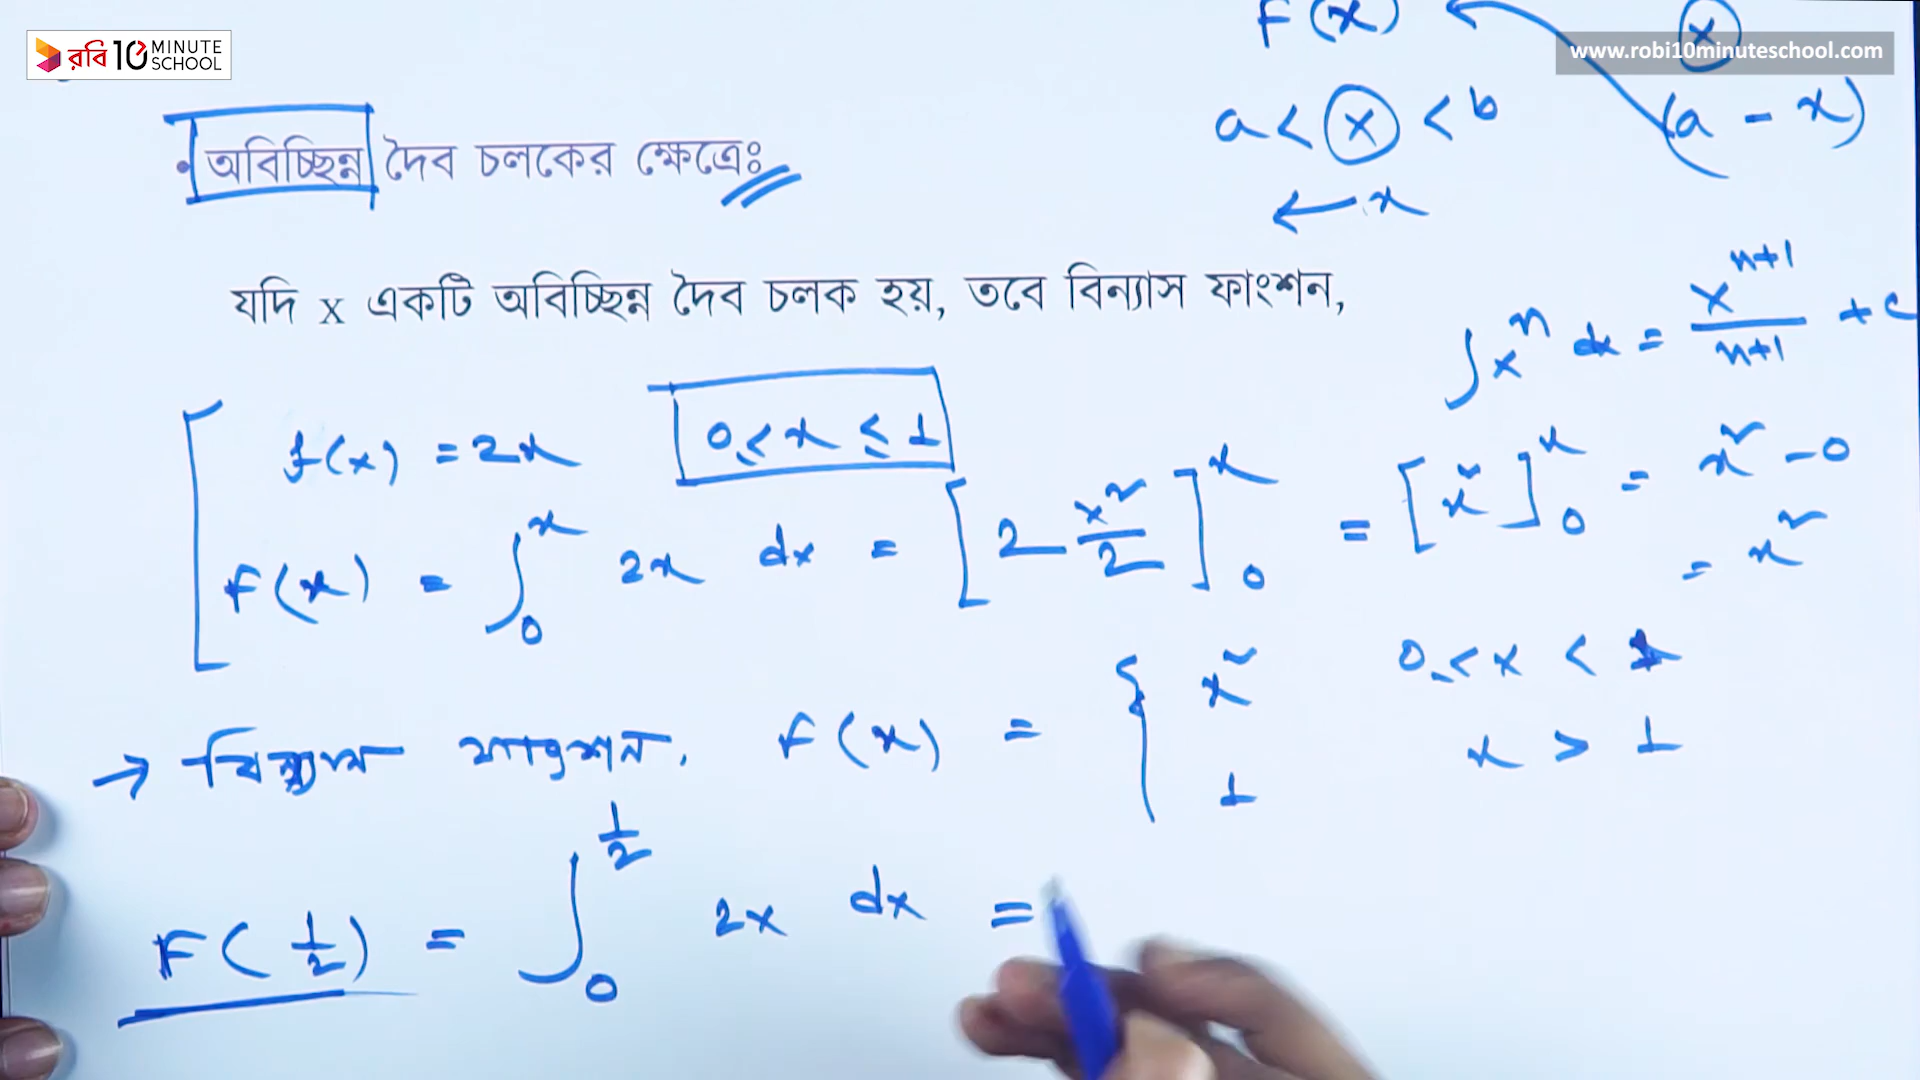 রবি 10 MINUTE SCHOOL
www.robi10minuteschool.com
F(x) x
a < x < b (a - x)
← x
• অবিচ্ছিন্ন দৈব চলকের ক্ষেত্রেঃ
যদি x একটি অবিচ্ছিন্ন দৈব চলক হয়, তবে বিন্যাস ফাংশন,
∫xⁿ dx = xⁿ⁺¹/(n+1) + c
f(x) = 2x 0 ≤ x ≤ 1
F(x) = ∫₀ˣ 2x dx = [2 x²/2]₀ˣ = [x²]₀ˣ = x² - 0
= x²
→ বিন্যাস ফাংশন, F(x) = { x² 0 ≤ x < 1
1 x > 1
F(1/2) = ∫₀^(1/2) 2x dx =